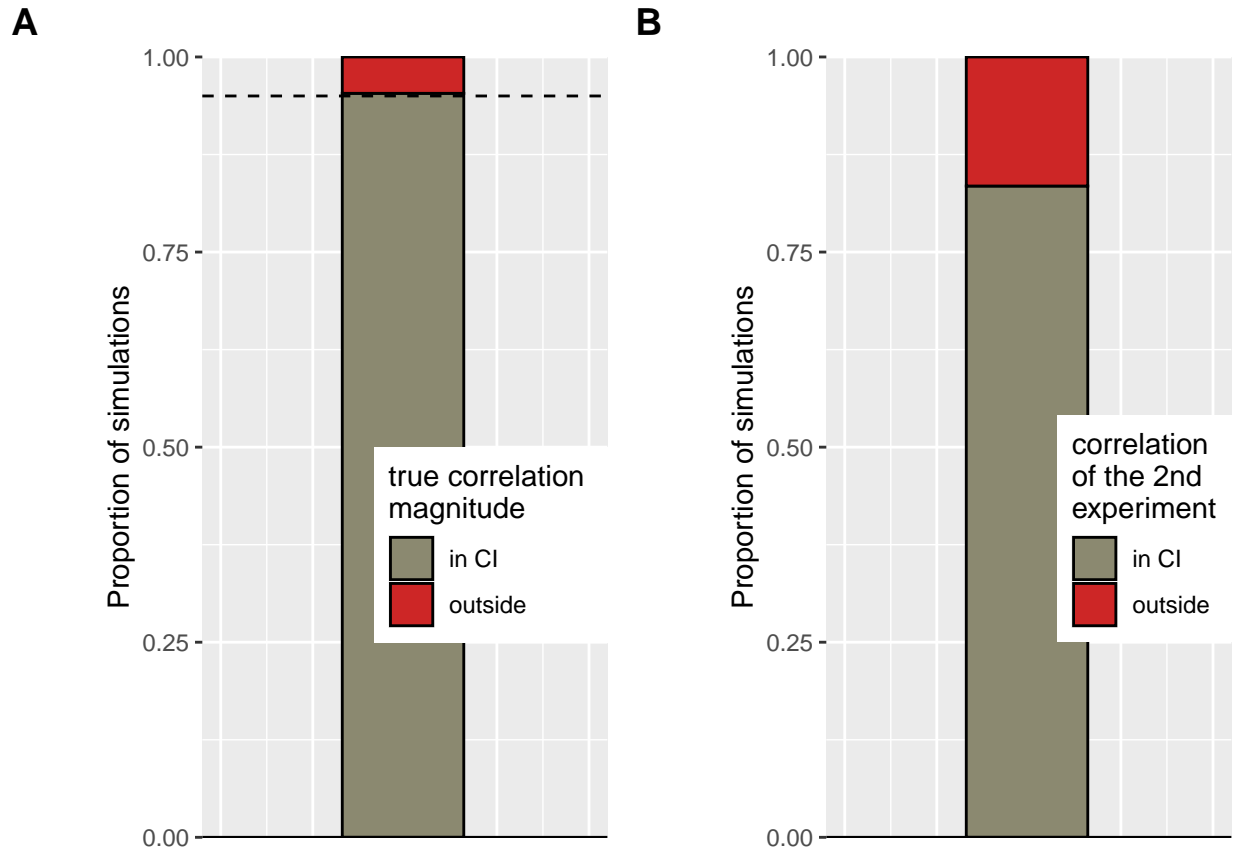 A
Proportion of simulations
1.00
0.75
0.50
0.25
0.00
true correlation
magnitude
in CI
outside
B
Proportion of simulations
1.00
0.75
0.50
0.25
0.00
correlation
of the 2nd
experiment
in CI
outside